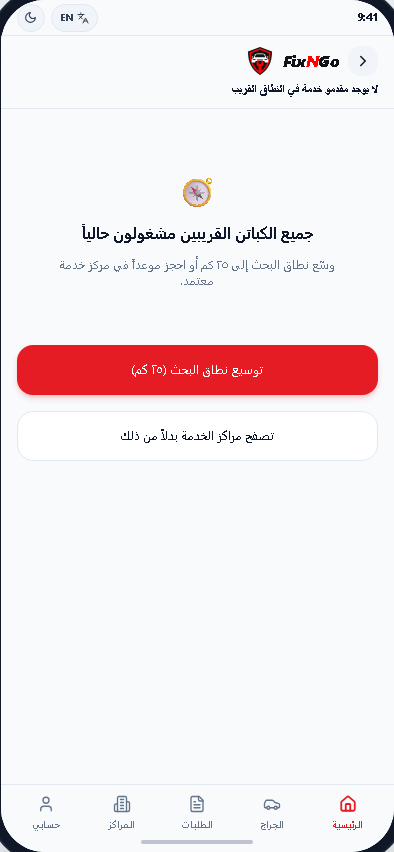 9:41
EN
FixNGo
لا يوجد مقدمو خدمة في النطاق القريب
جميع الكباتن القريبين مشغولون حالياً
وسّع نطاق البحث إلى ٢٥ كم أو احجز موعداً في مركز خدمة
معتمد.
توسيع نطاق البحث (٢٥ كم)
تصفح مراكز الخدمة بدلاً من ذلك
الرئيسية
الجراج
الطلبات
المراكز
حسابي